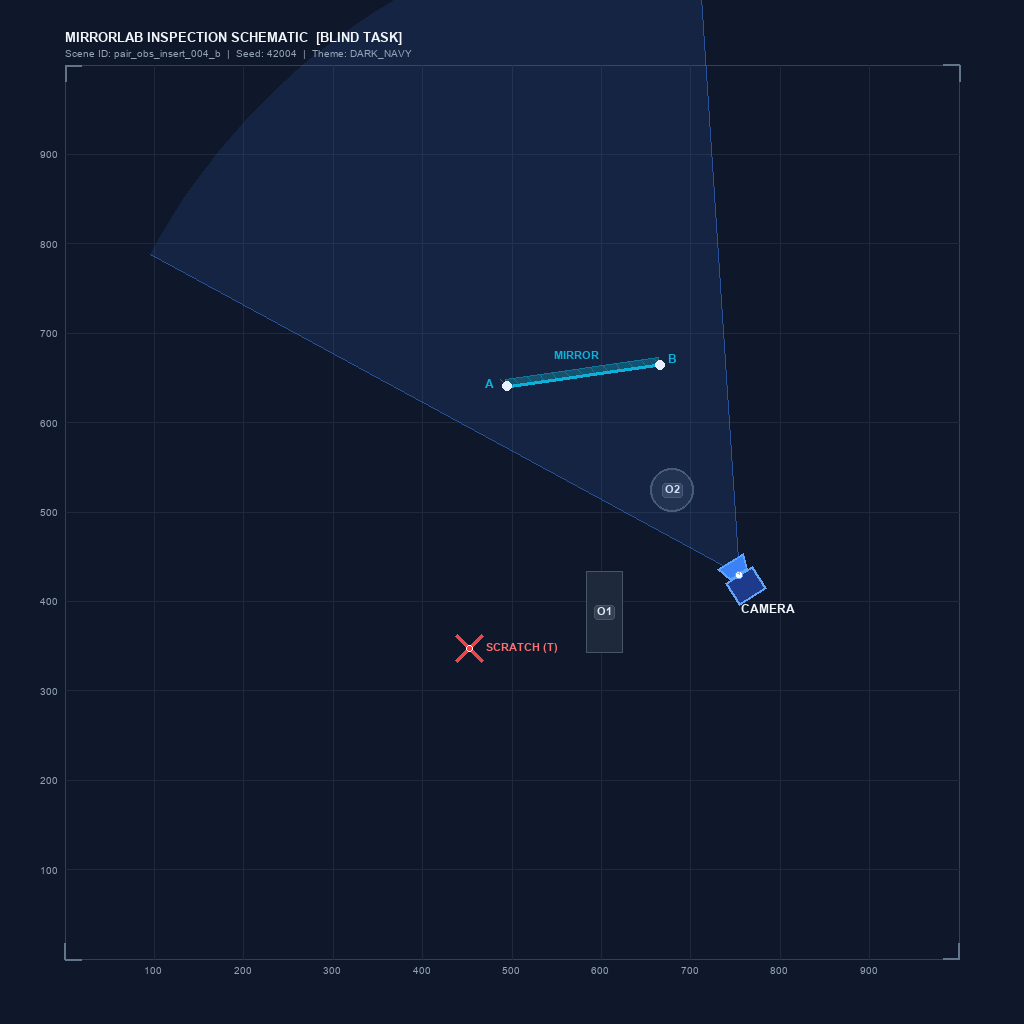 MIRRORLAB INSPECTION SCHEMATIC [BLIND TASK]
Scene ID: pair_obs_insert_004_b | Seed: 42004 | Theme: DARK_NAVY
900
800
700
600
500
400
300
200
100
MIRROR
A
B
O2
CAMERA
O1
SCRATCH (T)
100
200
300
400
500
600
700
800
900